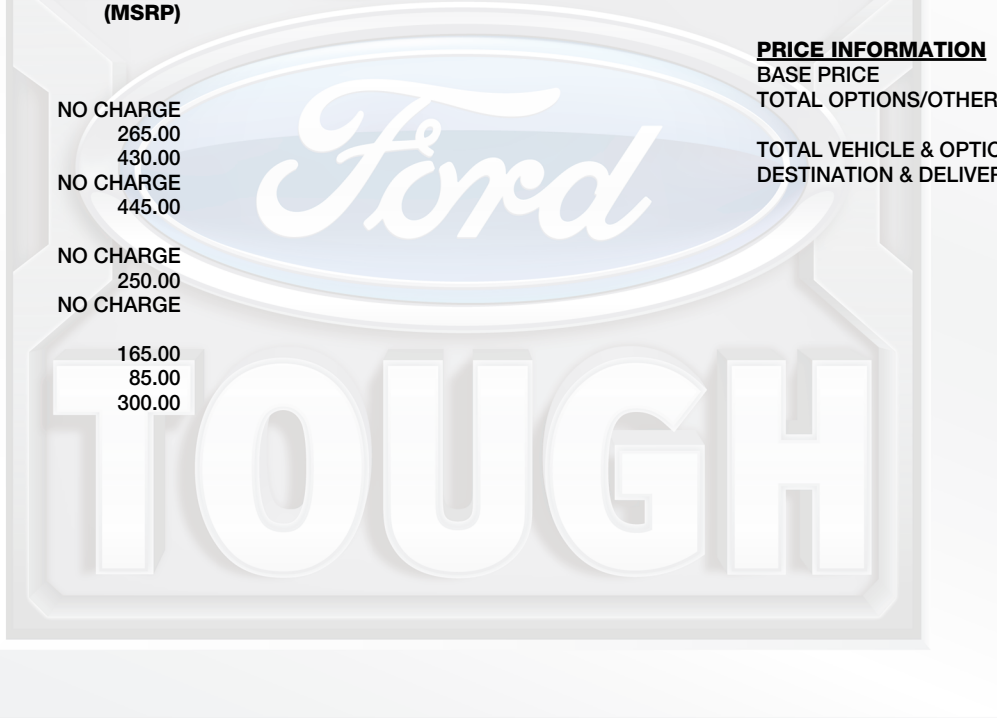 (MSRP)
NO CHARGE
265.00
430.00
NO CHARGE
445.00
NO CHARGE
250.00
NO CHARGE
165.00
85.00
300.00
PRICE INFORMATION
BASE PRICE
TOTAL OPTIONS/OTHER
TOTAL VEHICLE & OPTIO
DESTINATION & DELIVER
Ford
TOUGH